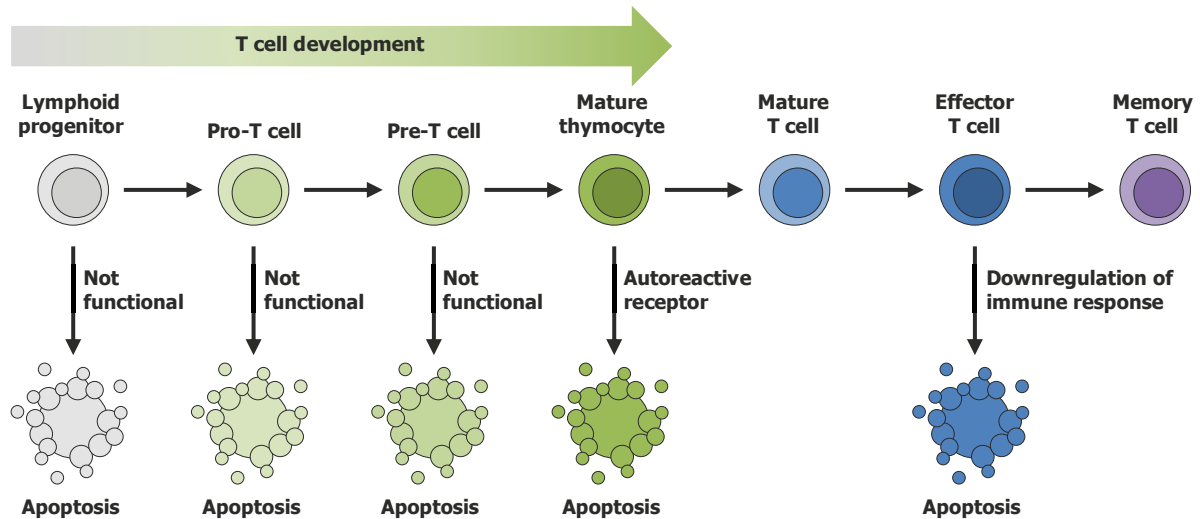 T cell development
Lymphoid
progenitor
Pro-T cell
Pre-T cell
Mature
thymocyte
Mature
T cell
Effector
T cell
Memory
T cell
Not
functional
Not
functional
Not
functional
Autoreactive
receptor
Downregulation of
immune response
Apoptosis
Apoptosis
Apoptosis
Apoptosis
Apoptosis